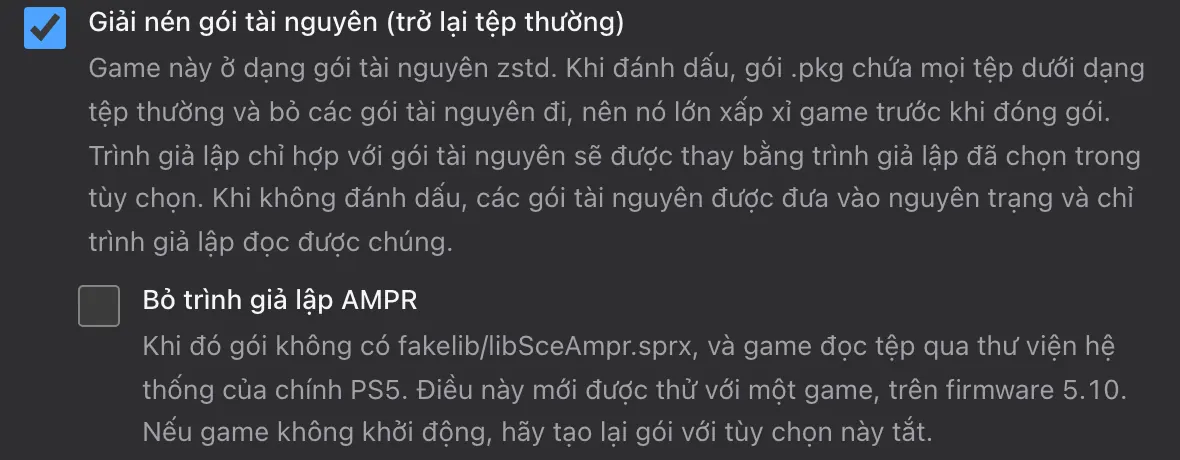 Giải nén gói tài nguyên (trở lại tệp thường)
Game này ở dạng gói tài nguyên zstd. Khi đánh dấu, gói .pkg chứa mọi tệp dưới dạng
tệp thường và bỏ các gói tài nguyên đi, nên nó lớn xấp xỉ game trước khi đóng gói.
Trình giả lập chỉ hợp với gói tài nguyên sẽ được thay bằng trình giả lập đã chọn trong
tùy chọn. Khi không đánh dấu, các gói tài nguyên được đưa vào nguyên trạng và chỉ
trình giả lập đọc được chúng.
Bỏ trình giả lập AMPR
Khi đó gói không có fakelib/libSceAmpr.sprx, và game đọc tệp qua thư viện hệ
thống của chính PS5. Điều này mới được thử với một game, trên firmware 5.10.
Nếu game không khởi động, hãy tạo lại gói với tùy chọn này tắt.